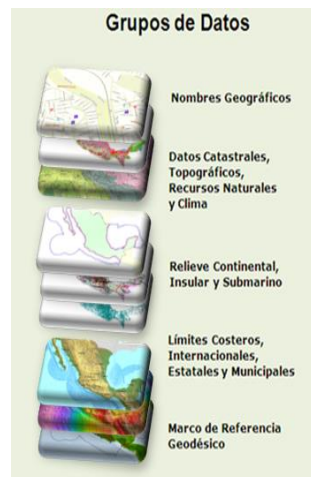 Grupos de Datos
Nombres Geográficos
Datos Catastrales,
Topográficos,
Recursos Naturales
y Clima
Relieve Continental,
Insular y Submarino
Límites Costeros,
Internacionales,
Estatales y Municipales
Marco de Referencia
Geodésico